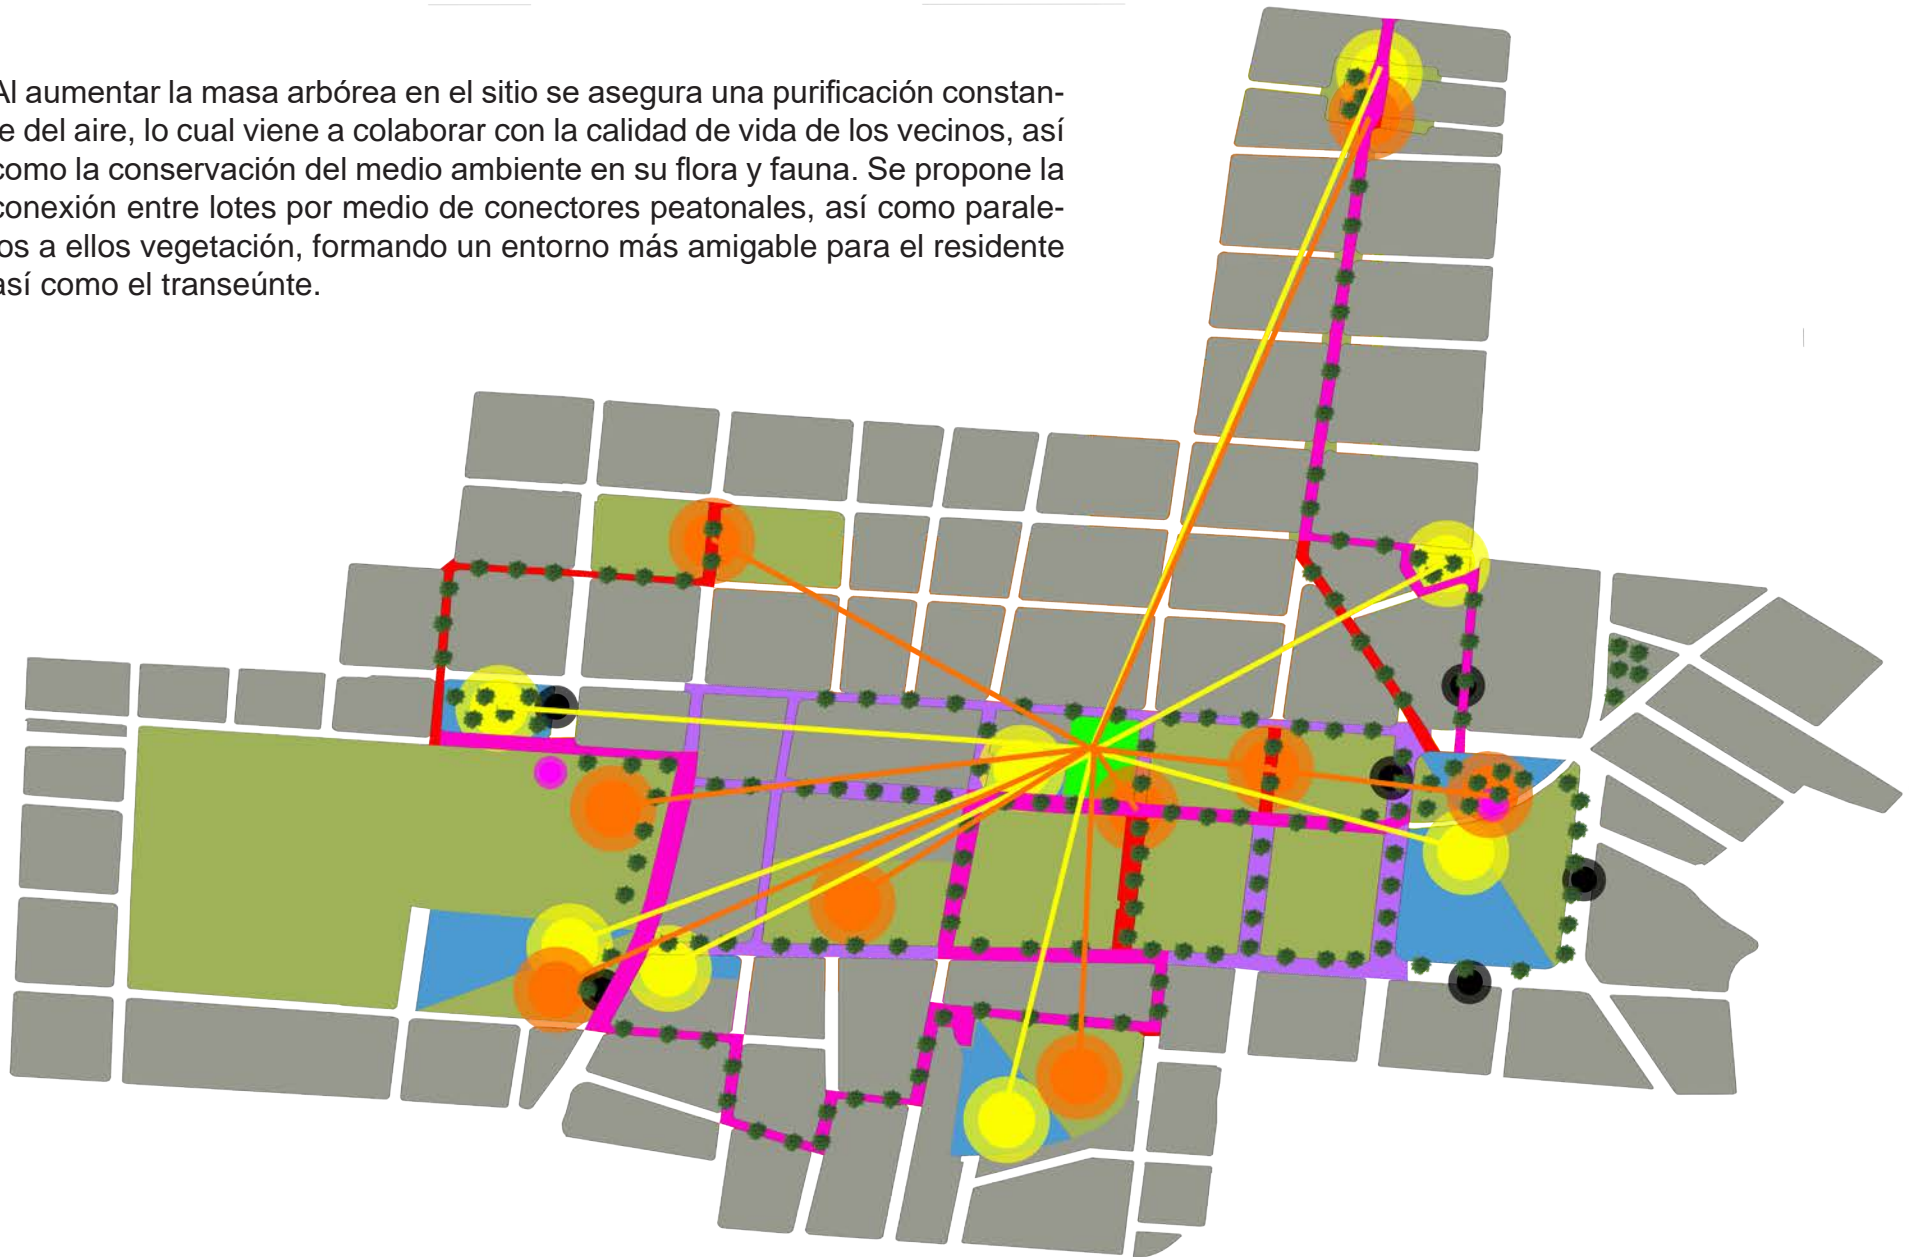 Al aumentar la masa arbórea en el sitio se asegura una purificación constan-
e del aire, lo cual viene a colaborar con la calidad de vida de los vecinos, así
como la conservación del medio ambiente en su flora y fauna. Se propone la
conexión entre lotes por medio de conectores peatonales, así como parale-
os a ellos vegetación, formando un entorno más amigable para el residente
así como el transeúnte.